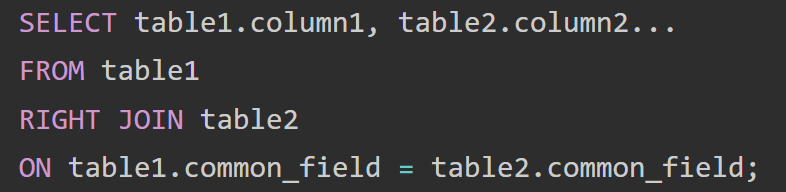 SELECT table1.column1, table2.column2...
FROM table1
RIGHT JOIN table2
ON table1.common_field = table2.common_field;